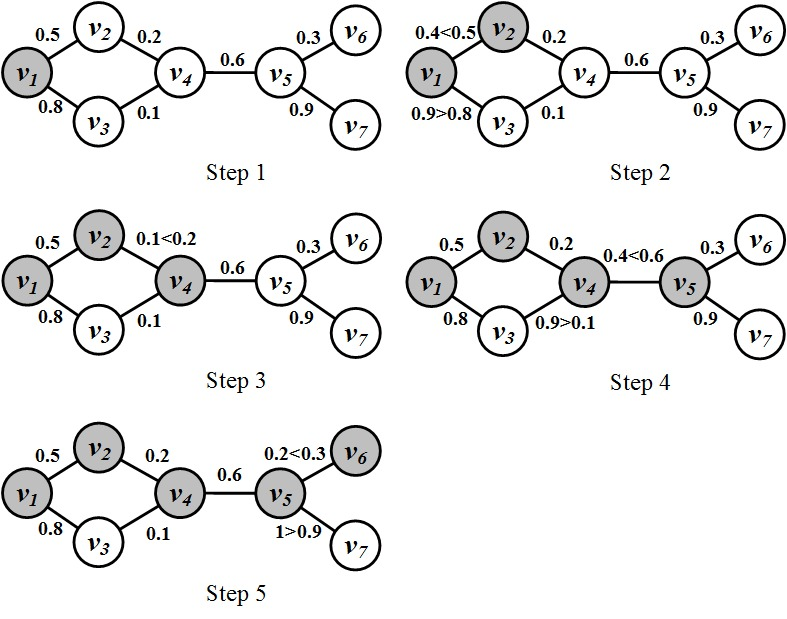 0.5 v2 0.2 0.6 0.3 v6
v1 v4 v5
0.8 v3 0.1 0.9 v7
Step 1
0.4<0.5 v2 0.2 0.6 0.3 v6
v1 v4 v5
0.9>0.8 v3 0.1 0.9 v7
Step 2
0.5 v2 0.1<0.2 0.6 0.3 v6
v1 v4 v5
0.8 v3 0.1 0.9 v7
Step 3
0.5 v2 0.2 0.4<0.6 0.3 v6
v1 v4 v5
0.8 v3 0.9>0.1 0.9 v7
Step 4
0.5 v2 0.2 0.6 0.2<0.3 v6
v1 v4 v5
0.8 v3 0.1 1>0.9 v7
Step 5